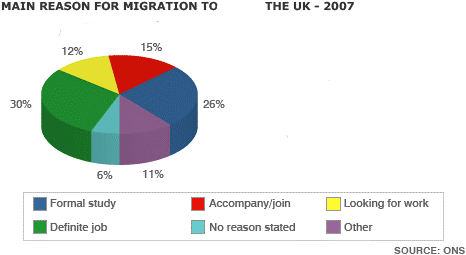 MAIN REASON FOR MIGRATION TO THE UK - 2007
15%
12%
30%
26%
6%
11%
Formal study Accompany/join Looking for work
Definite job No reason stated Other
SOURCE: ONS